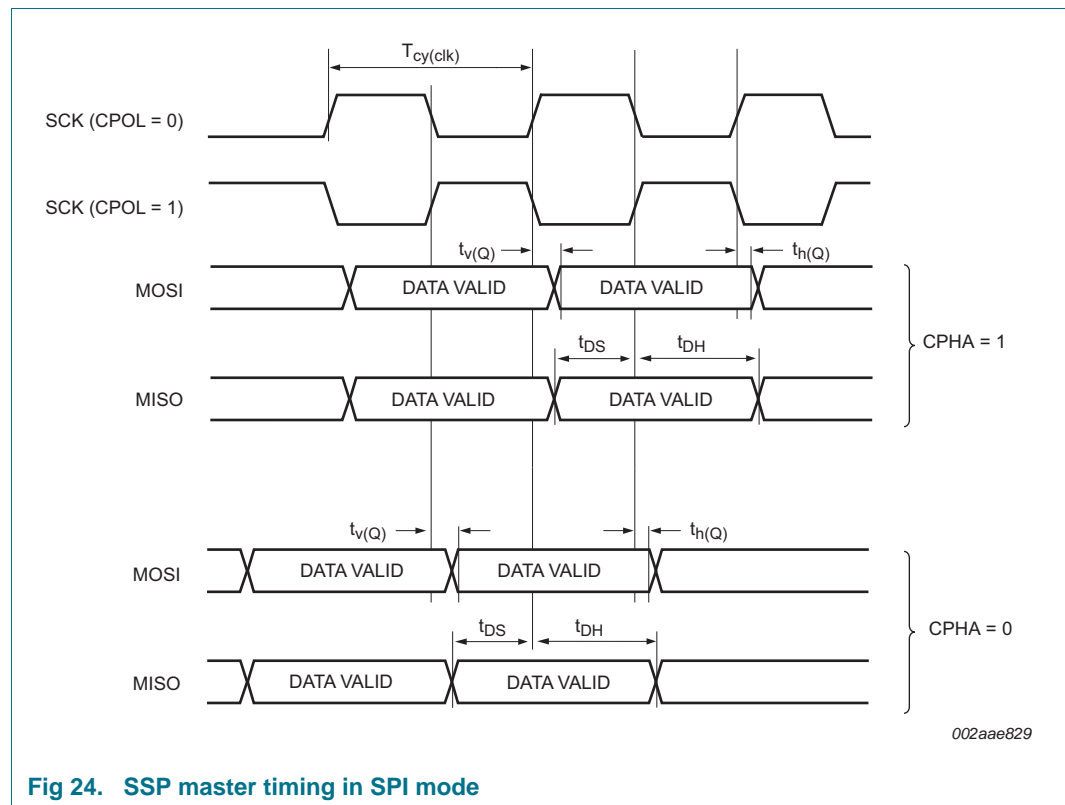 Tcy(clk)
SCK (CPOL = 0)
SCK (CPOL = 1)
tv(Q)
th(Q)
MOSI
DATA VALID
DATA VALID
tDS
tDH
CPHA = 1
MISO
DATA VALID
DATA VALID
tv(Q)
th(Q)
MOSI
DATA VALID
DATA VALID
tDS
tDH
CPHA = 0
MISO
DATA VALID
DATA VALID
002aae829
Fig 24. SSP master timing in SPI mode